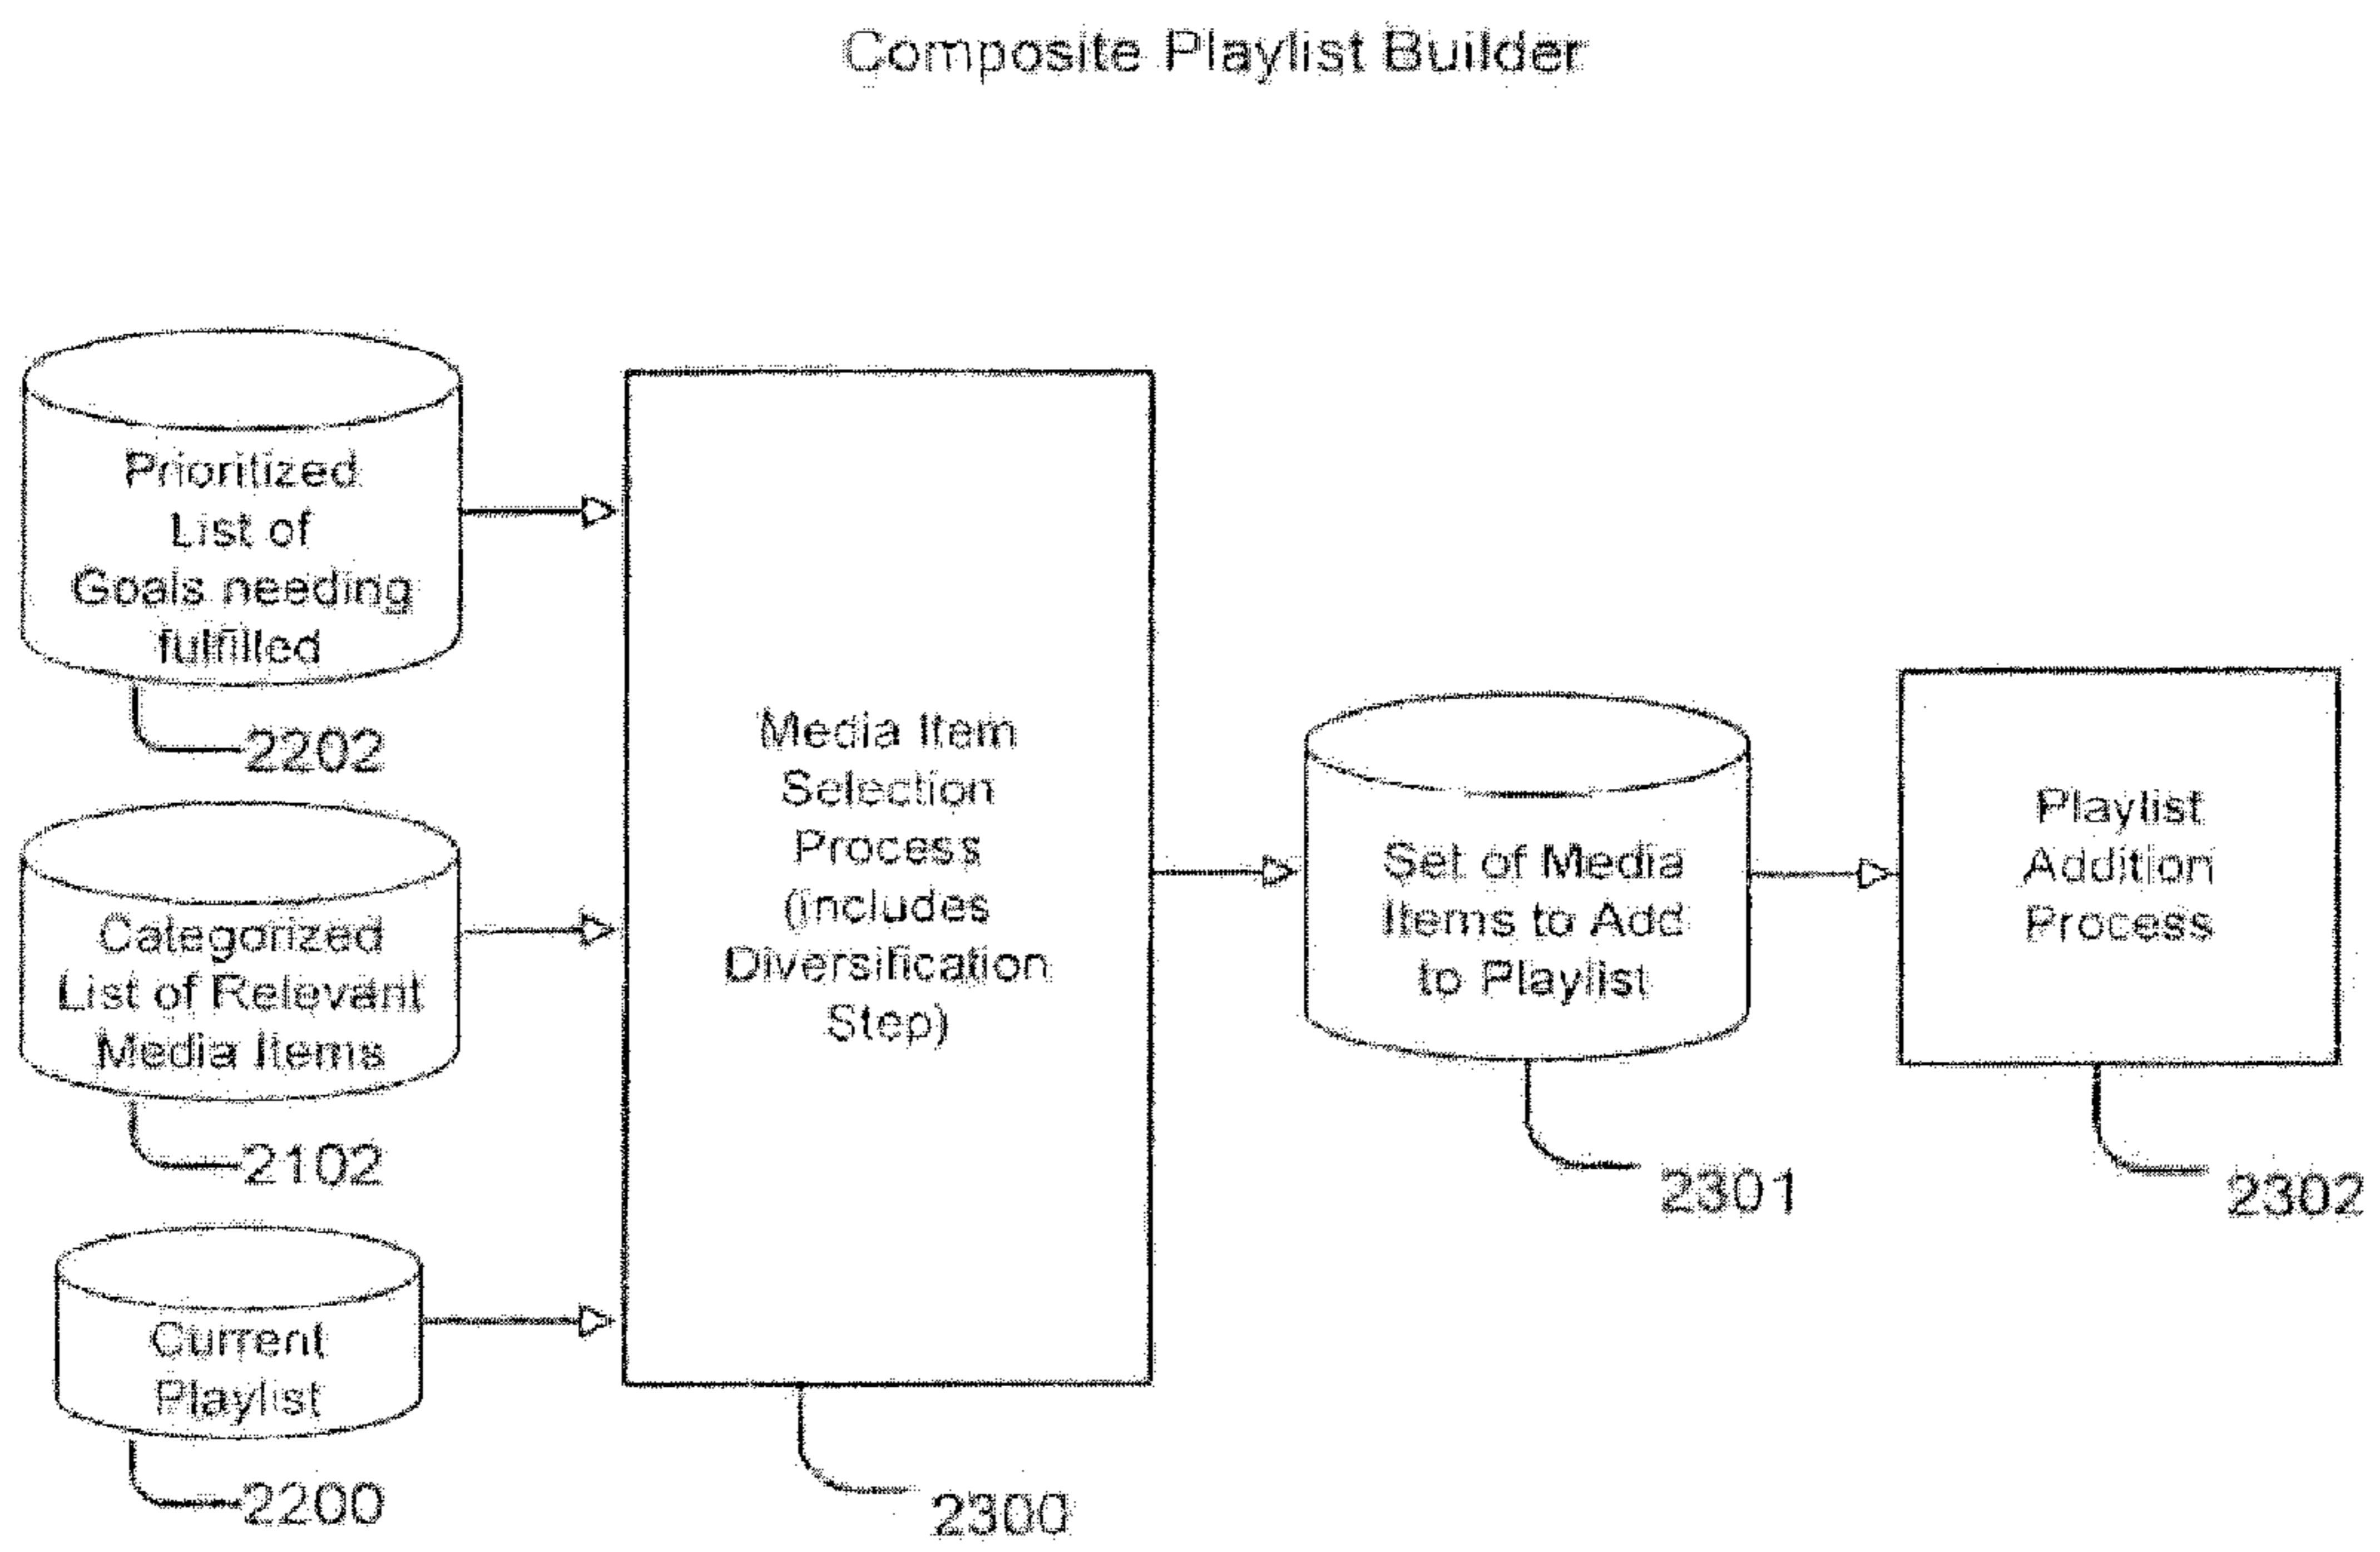 Composite Playlist Builder
Prioritized
List of
Goals needing
fulfilled
2202
Categorized
List of Relevant
Media Items
2102
Current
Playlist
2200
Media Item
Selection
Process
(includes
Diversification
Step)
2300
Set of Media
Items to Add
to Playlist
2301
Playlist
Addition
Process
2302